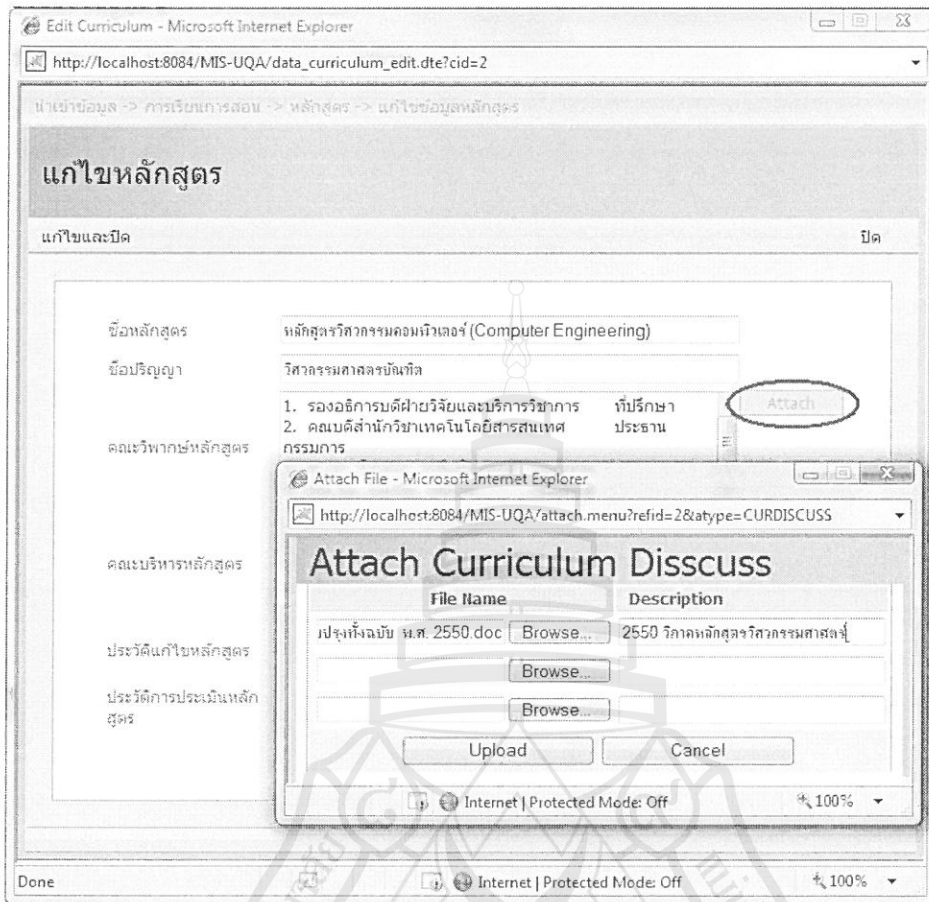 Edit Curriculum - Microsoft Internet Explorer
http://localhost:8084/MIS-UQA/data_curriculum_edit.dte?cid=2
นำเข้าข้อมูล -> การเรียนการสอน -> หลักสูตร -> แก้ไขข้อมูลหลักสูตร
แก้ไขหลักสูตร
แก้ไขและปิด ปิด
ชื่อหลักสูตร หลักสูตรวิศวกรรมคอมพิวเตอร์ (Computer Engineering)
ชื่อปริญญา วิศวกรรมศาสตรบัณฑิต
1. รองอธิการบดีฝ่ายวิจัยและบริการวิชาการ ที่ปรึกษา Attach
2. คณบดีสำนักวิชาเทคโนโลยีสารสนเทศ ประธาน
คณะวิพากษ์หลักสูตร กรรมการ
Attach File - Microsoft Internet Explorer
http://localhost:8084/MIS-UQA/attach.menu?refid=2&atype=CURDISCUSS
คณะบริหารหลักสูตร
Attach Curriculum Disscuss
File Name Description
เปรุงทั้งฉบับ พ.ศ. 2550.doc Browse... 2550 วิภาคหลักสูตรวิศวกรรมศาสตร์
ประวัติแก้ไขหลักสูตร
Browse...
ประวัติการประเมินหลัก
สูตร
Browse...
Upload Cancel
Internet | Protected Mode: Off 100%
Done Internet | Protected Mode: Off 100%